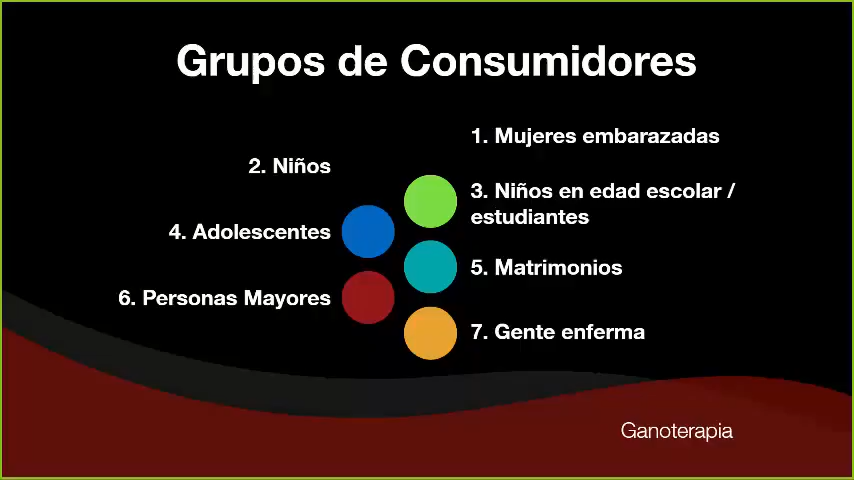 Grupos de Consumidores
1. Mujeres embarazadas
2. Niños
3. Niños en edad escolar /
estudiantes
4. Adolescentes
5. Matrimonios
6. Personas Mayores
7. Gente enferma
Ganoterapia